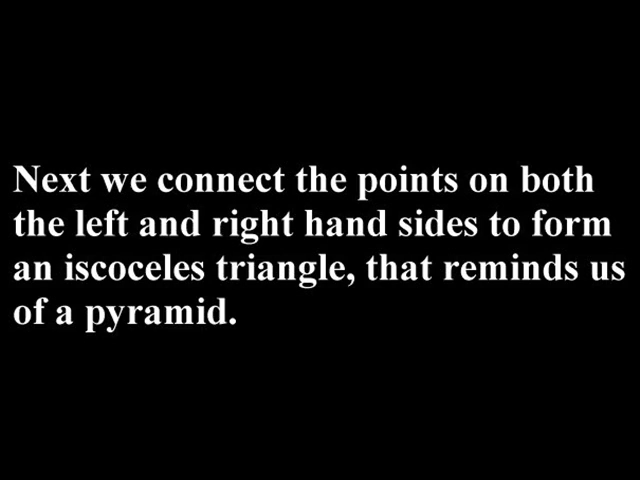 Next we connect the points on both
the left and right hand sides to form
an iscoceles triangle, that reminds us
of a pyramid.